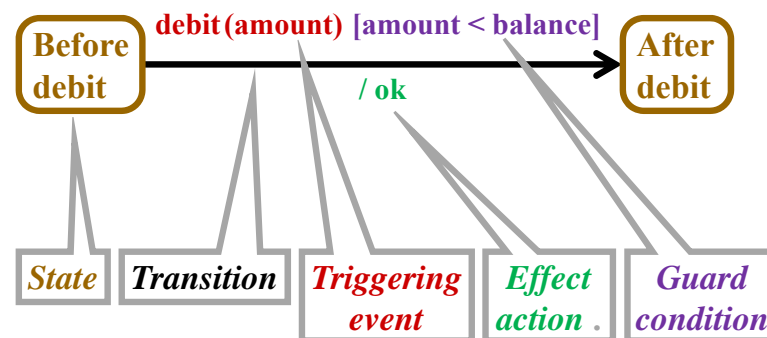 debit (amount) [amount < balance]
Before
debit
After
debit
/ ok
State
Transition
Triggering
event
Effect
action .
Guard
condition